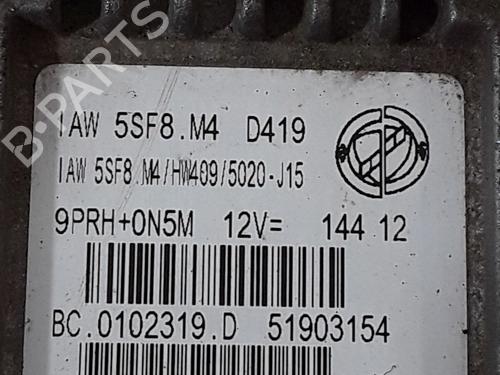 B-PARTS
IAW 5SF8.M4 D419
IAW 5SF8.M4/HW409/5020-J15
9PRH+0N5M 12V= 144 12
BC.0102319.D 51903154